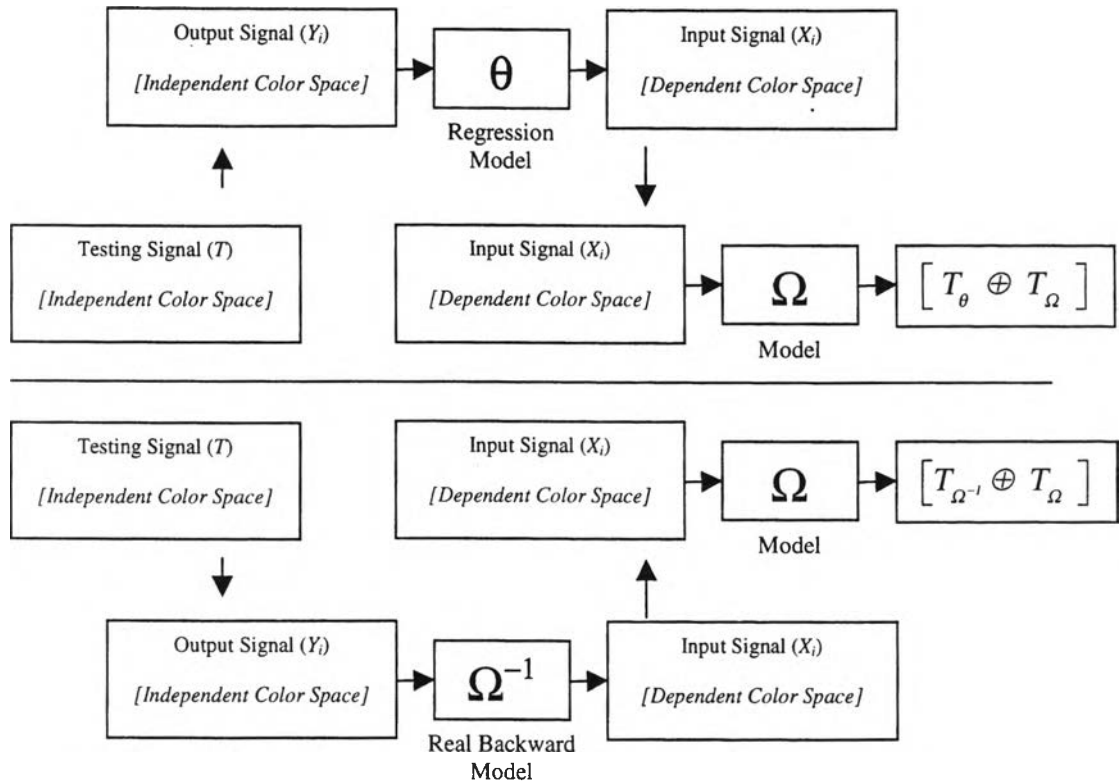 Output Signal (Yi)
[Independent Color Space]
θ
Regression
Model
Input Signal (Xi)
[Dependent Color Space]
Testing Signal (T)
[Independent Color Space]
Input Signal (Xi)
[Dependent Color Space]
Ω
Model
[ Tθ ⊕ TΩ ]
Testing Signal (T)
[Independent Color Space]
Input Signal (Xi)
[Dependent Color Space]
Ω
Model
[ TΩ⁻¹ ⊕ TΩ ]
Output Signal (Yi)
[Independent Color Space]
Ω⁻¹
Real Backward
Model
Input Signal (Xi)
[Dependent Color Space]